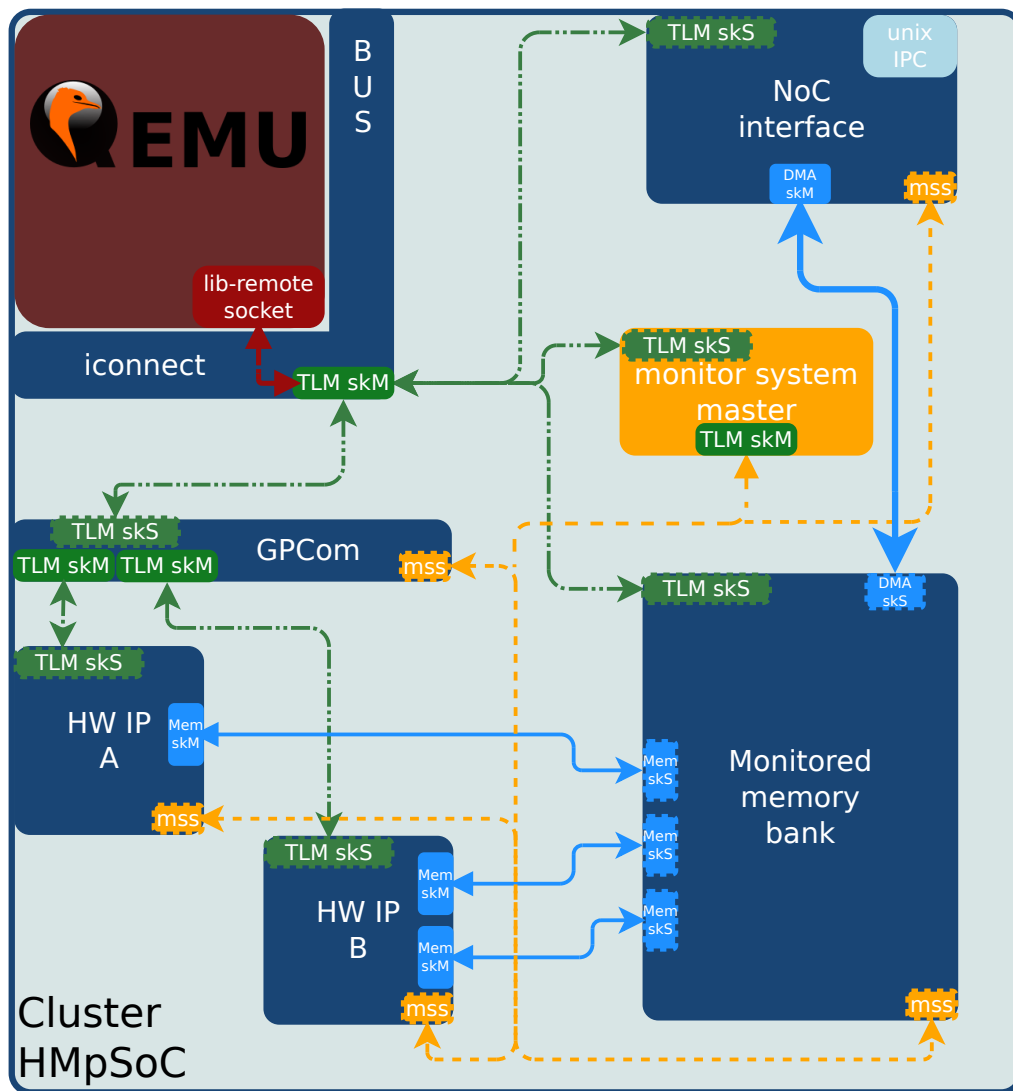 QEMU
B
U
S
lib-remote
socket
iconnect
TLM skM
TLM skS
unix
IPC
NoC
interface
DMA
skM
mss
TLM skS
monitor system
master
TLM skM
TLM skS
GPCom
TLM skM
TLM skM
mss
TLM skS
HW IP
A
Mem
skM
mss
TLM skS
HW IP
B
Mem
skM
Mem
skM
mss
TLM skS
DMA
skS
Mem
skS
Mem
skS
Mem
skS
Monitored
memory
bank
mss
Cluster
HMpSoC